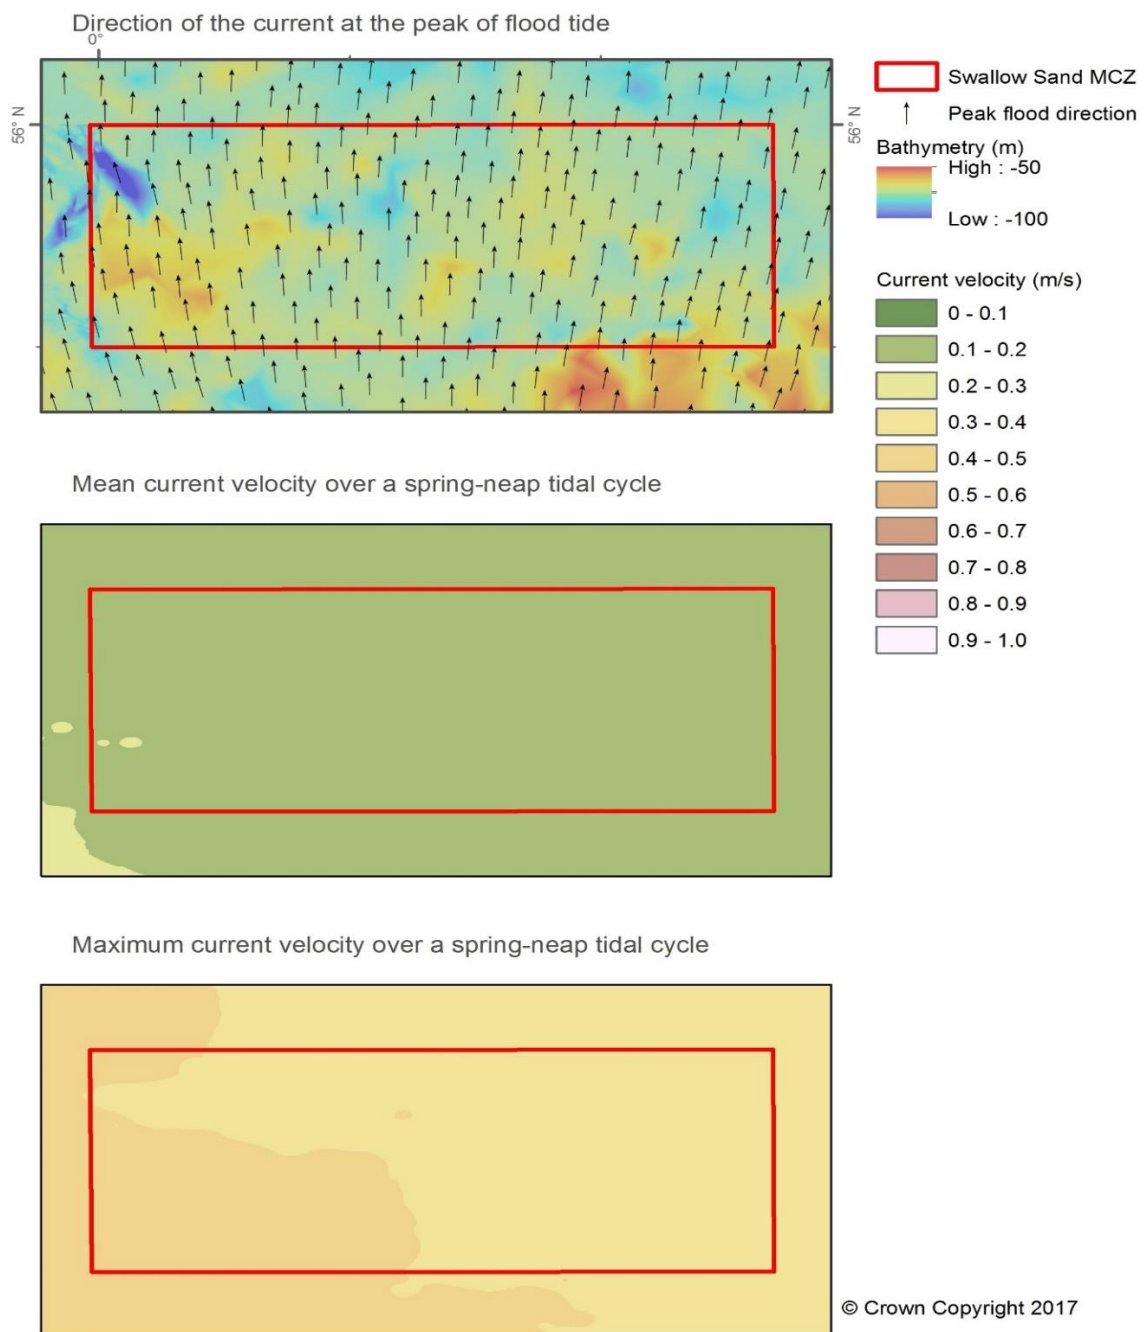 Direction of the current at the peak of flood tide
0°
56° N
56° N
Swallow Sand MCZ
Peak flood direction
Bathymetry (m)
High : -50
Low : -100
Current velocity (m/s)
0 - 0.1
0.1 - 0.2
0.2 - 0.3
0.3 - 0.4
0.4 - 0.5
0.5 - 0.6
0.6 - 0.7
0.7 - 0.8
0.8 - 0.9
0.9 - 1.0
Mean current velocity over a spring-neap tidal cycle
Maximum current velocity over a spring-neap tidal cycle
© Crown Copyright 2017